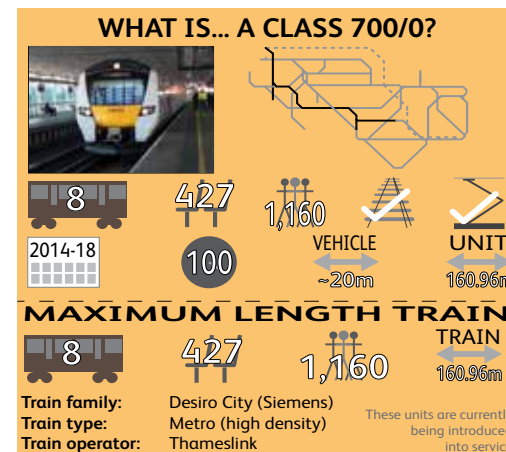 WHAT IS... A CLASS 700/0?
8 427 1,160
2014-18 100 VEHICLE ~20m UNIT 160.96m
MAXIMUM LENGTH TRAIN
8 427 1,160 TRAIN 160.96m
Train family: Desiro City (Siemens)
Train type: Metro (high density)
Train operator: Thameslink
These units are currentl
being introduce
into service